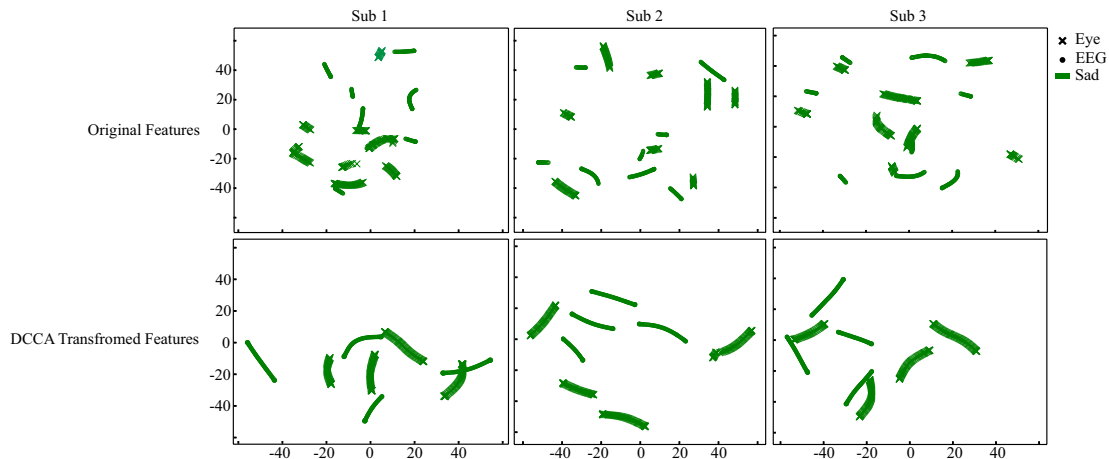 Sub 1 Sub 2 Sub 3
Eye
EEG
Sad
Original Features
40
20
0
-20
-40
DCCA Transfromed Features
40
20
0
-20
-40
-40 -20 0 20 40 -40 -20 0 20 40 -40 -20 0 20 40